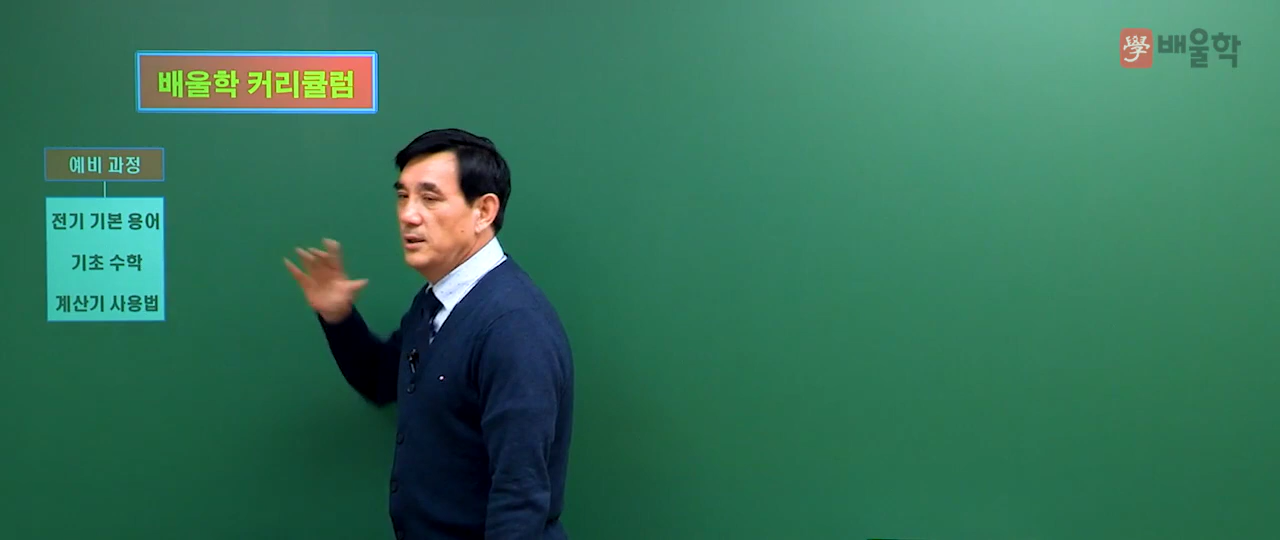 배울학 커리큘럼
學 배울학
예비 과정
전기 기본 용어
기초 수학
계산기 사용법